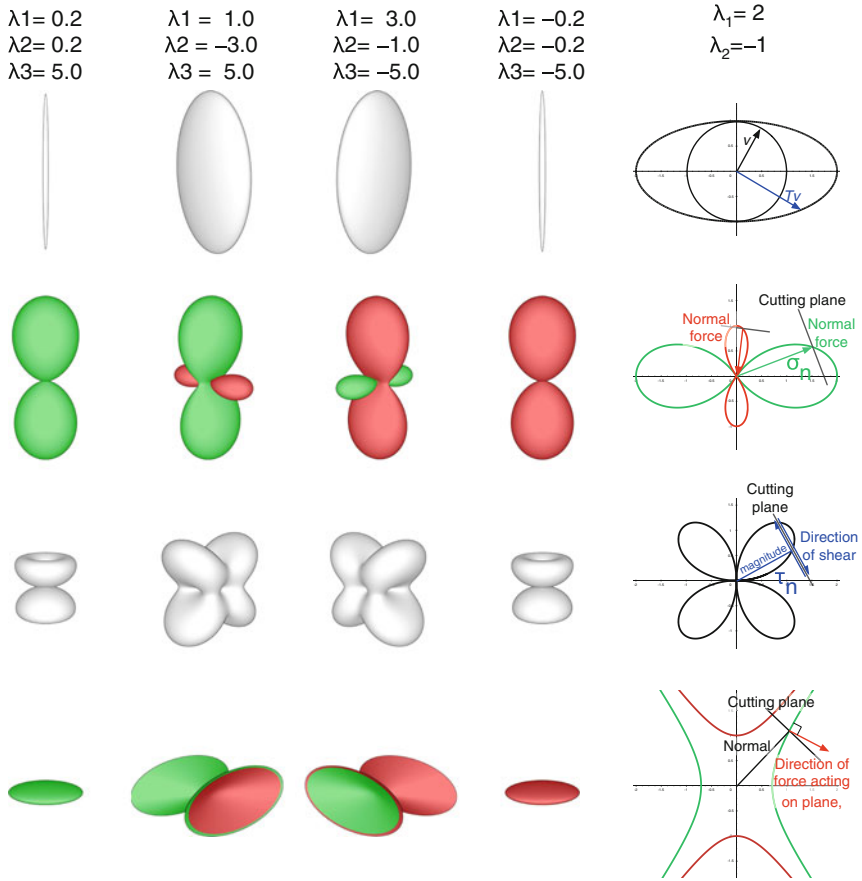 λ1= 0.2
λ2= 0.2
λ3= 5.0
λ1 = 1.0
λ2 = −3.0
λ3 = 5.0
λ1= 3.0
λ2= −1.0
λ3= −5.0
λ1= −0.2
λ2= −0.2
λ3= −5.0
λ1= 2
λ2=−1
v
Tv
Cutting plane
Normal
force
Normal
force
σn
Cutting
plane
Direction
of shear
magnitude
τn
Cutting plane
Normal
Direction of
force acting
on plane,